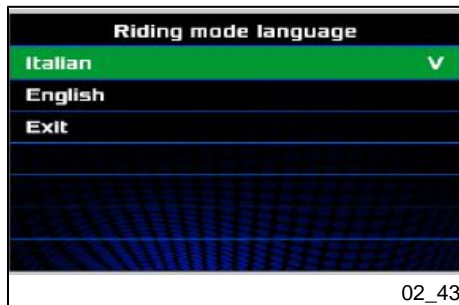 Riding mode language
Italian V
English
Exit
02_43